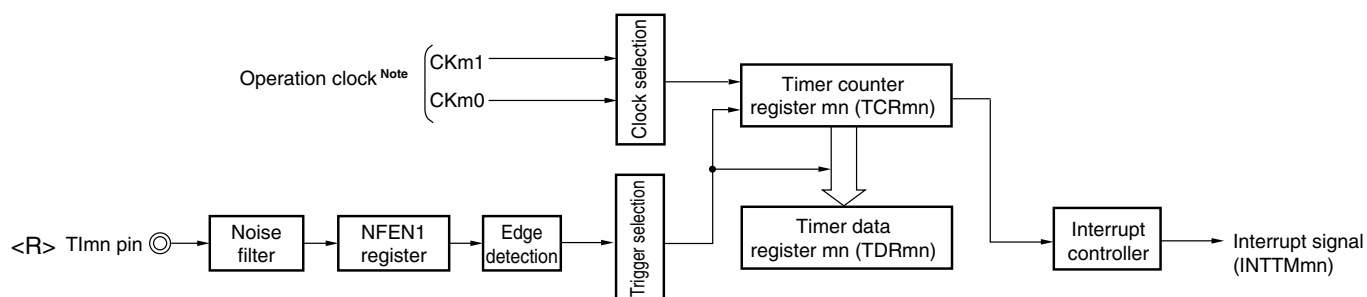 Operation clock Note
CKm1
CKm0
Clock selection
Timer counter
register mn (TCRmn)
<R> TImn pin
Noise
filter
NFEN1
register
Edge
detection
Trigger selection
Timer data
register mn (TDRmn)
Interrupt
controller
Interrupt signal
(INTTMmn)